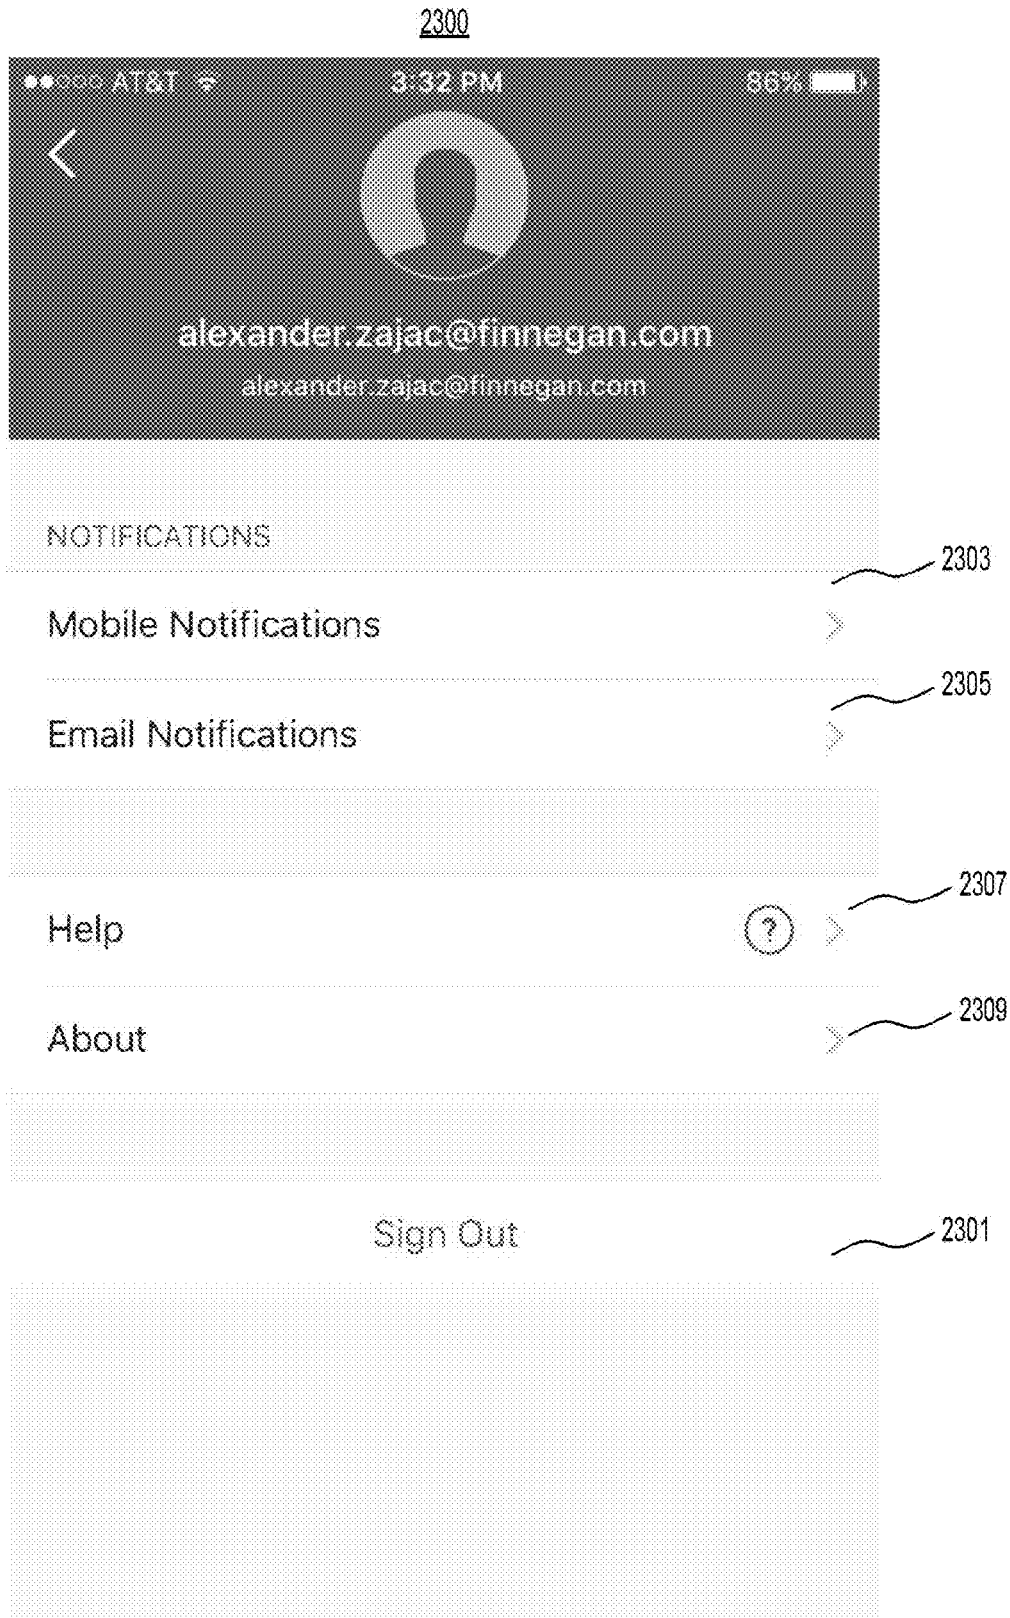 2300
AT&T 3:32 PM 86%
alexander.zajac@finnegan.com
alexander.zajac@finnegan.com
NOTIFICATIONS
2303
Mobile Notifications
2305
Email Notifications
2307
Help ?
2309
About
Sign Out 2301